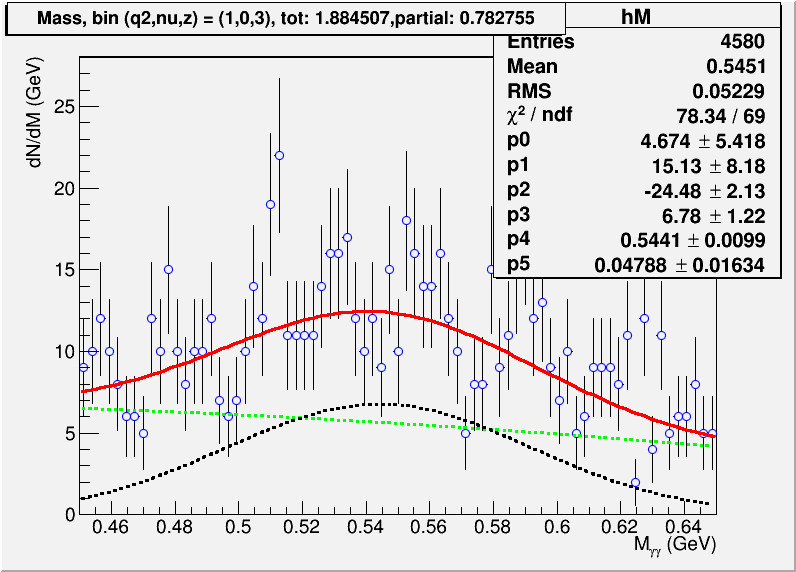 Mass, bin (q2,nu,z) = (1,0,3), tot: 1.884507,partial: 0.782755
hM
Entries 4580
Mean 0.5451
RMS 0.05229
χ² / ndf 78.34 / 69
p0 4.674 ± 5.418
p1 15.13 ± 8.18
p2 -24.48 ± 2.13
p3 6.78 ± 1.22
p4 0.5441 ± 0.0099
p5 0.04788 ± 0.01634
dN/dM (GeV)
25
20
15
10
5
0
0.46 0.48 0.5 0.52 0.54 0.56 0.58 0.6 0.62 0.64
Mγγ (GeV)